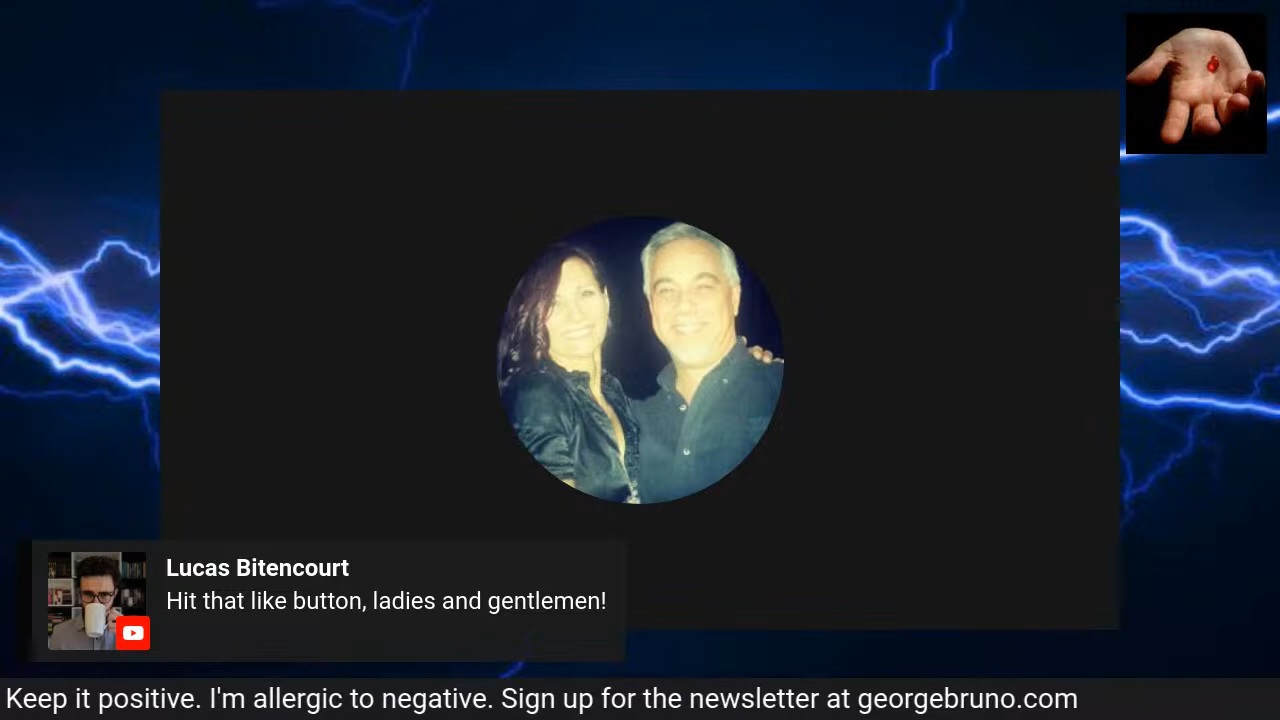 Lucas Bitencourt
Hit that like button, ladies and gentlemen!
Keep it positive. I'm allergic to negative. Sign up for the newsletter at georgebruno.com